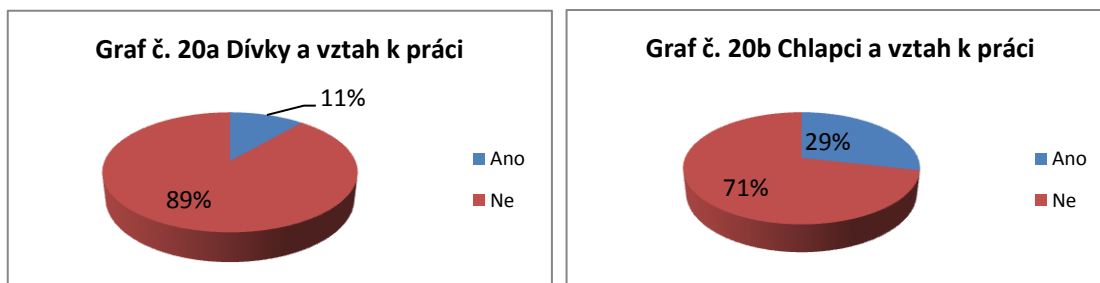 Graf č. 20a Dívky a vztah k práci
11%
89%
Ano
Ne
Graf č. 20b Chlapci a vztah k práci
29%
71%
Ano
Ne